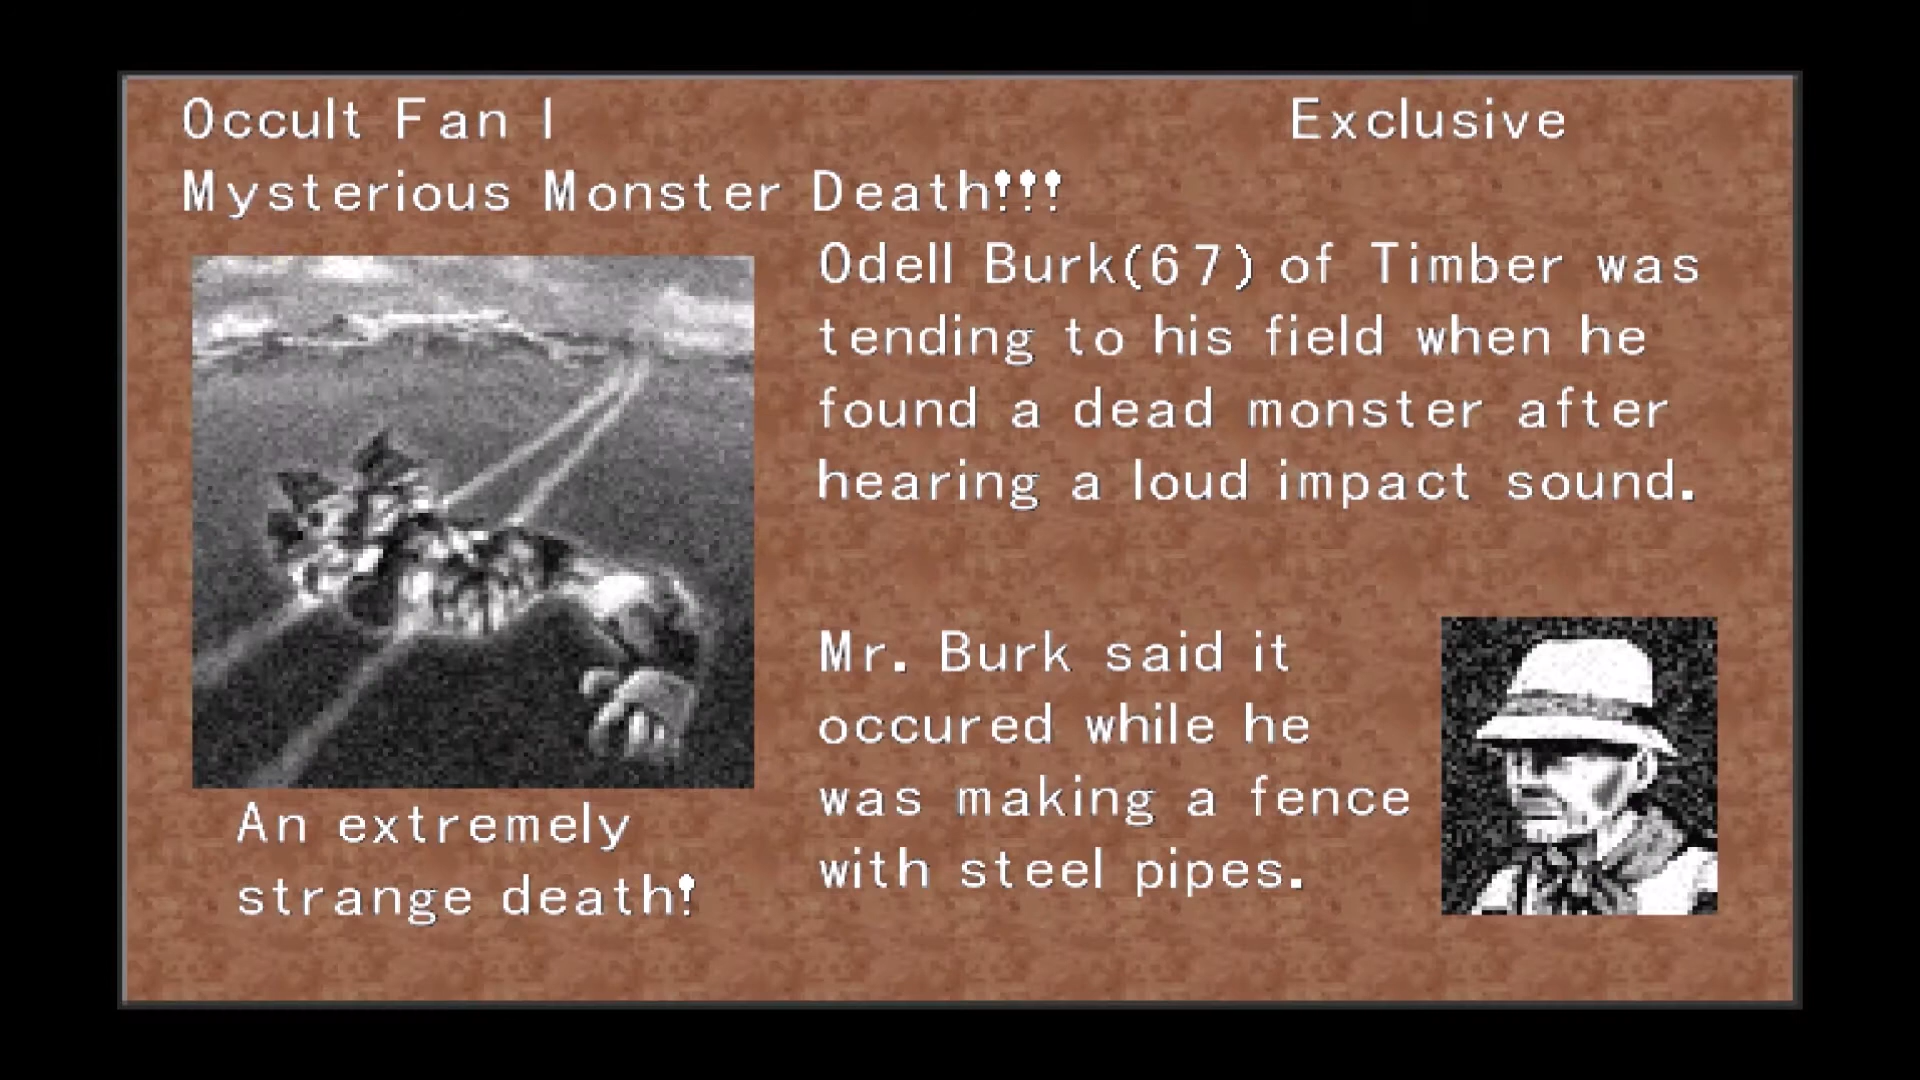 Occult Fan I
Exclusive
Mysterious Monster Death!!!
Odell Burk(67) of Timber was
tending to his field when he
found a dead monster after
hearing a loud impact sound.
Mr. Burk said it
occured while he
was making a fence
with steel pipes.
An extremely
strange death!